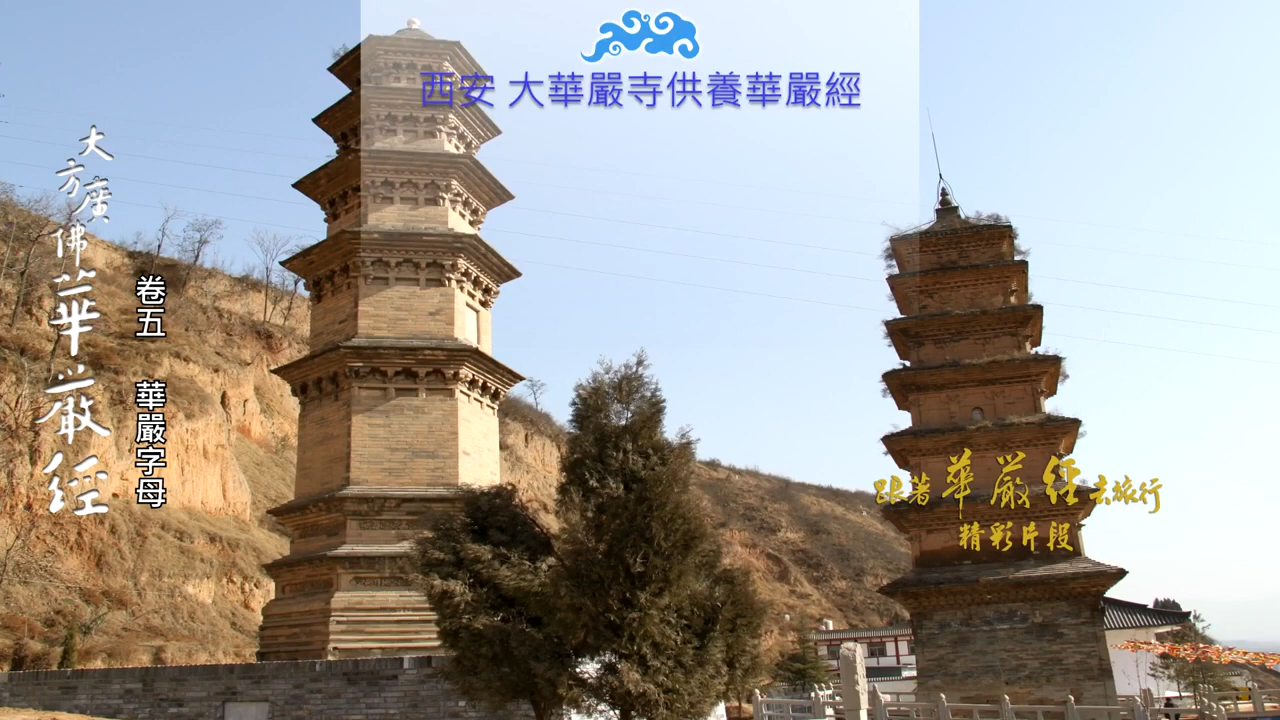 西安 大華嚴寺供養華嚴經
大方廣佛華嚴經
卷五 華嚴字母
跟著華嚴經去旅行
精彩片段